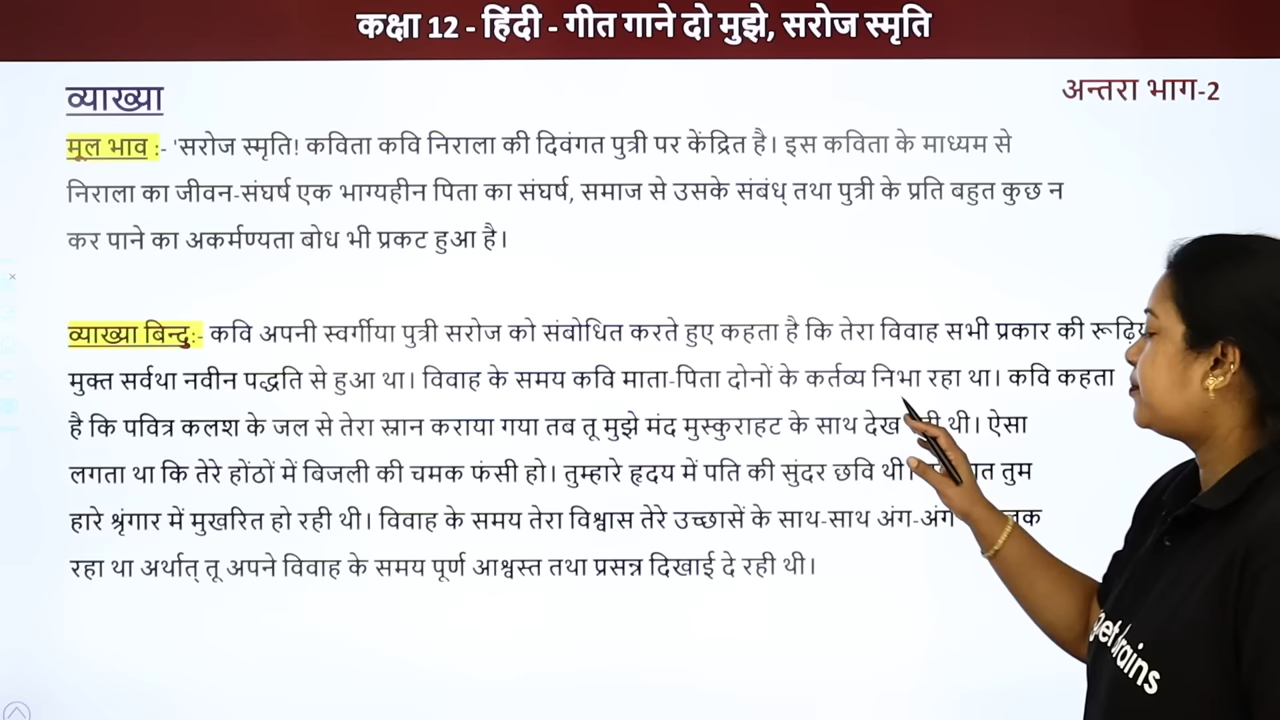 कक्षा 12 - हिंदी - गीत गाने दो मुझे, सरोज स्मृति
व्याख्या
अन्तरा भाग-2
मूल भाव :- 'सरोज स्मृति! कविता कवि निराला की दिवंगत पुत्री पर केंद्रित है। इस कविता के माध्यम से
निराला का जीवन-संघर्ष एक भाग्यहीन पिता का संघर्ष, समाज से उसके संबंध् तथा पुत्री के प्रति बहुत कुछ न
कर पाने का अकर्मण्यता बोध भी प्रकट हुआ है।
व्याख्या बिन्दु:- कवि अपनी स्वर्गीया पुत्री सरोज को संबोधित करते हुए कहता है कि तेरा विवाह सभी प्रकार की
मुक्त सर्वथा नवीन पद्धति से हुआ था। विवाह के समय कवि माता-पिता दोनों के कर्तव्य निभा रहा था। कवि कहता
है कि पवित्र कलश के जल से तेरा स्नान कराया गया तब तू मुझे मंद मुस्कुराहट के साथ देख थी। ऐसा
लगता था कि तेरे होंठों में बिजली की चमक फंसी हो। तुम्हारे हृदय में पति की सुंदर छवि थी। तुम
हारे श्रृंगार में मुखरित हो रही थी। विवाह के समय तेरा विश्वास तेरे उच्छासें के साथ-साथ अंग-अंग
रहा था अर्थात् तू अपने विवाह के समय पूर्ण आश्वस्त तथा प्रसन्न दिखाई दे रही थी।